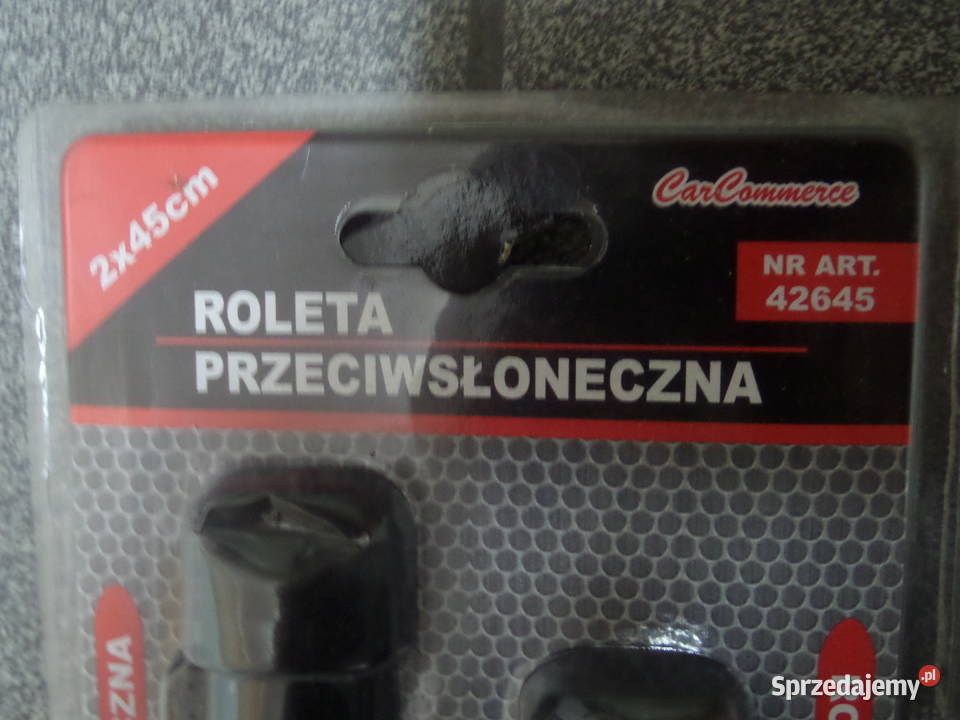 2x45cm
CarCommerce
NR ART.
42645
ROLETA
PRZECIWSŁONECZNA
Sprzedajemy.pl